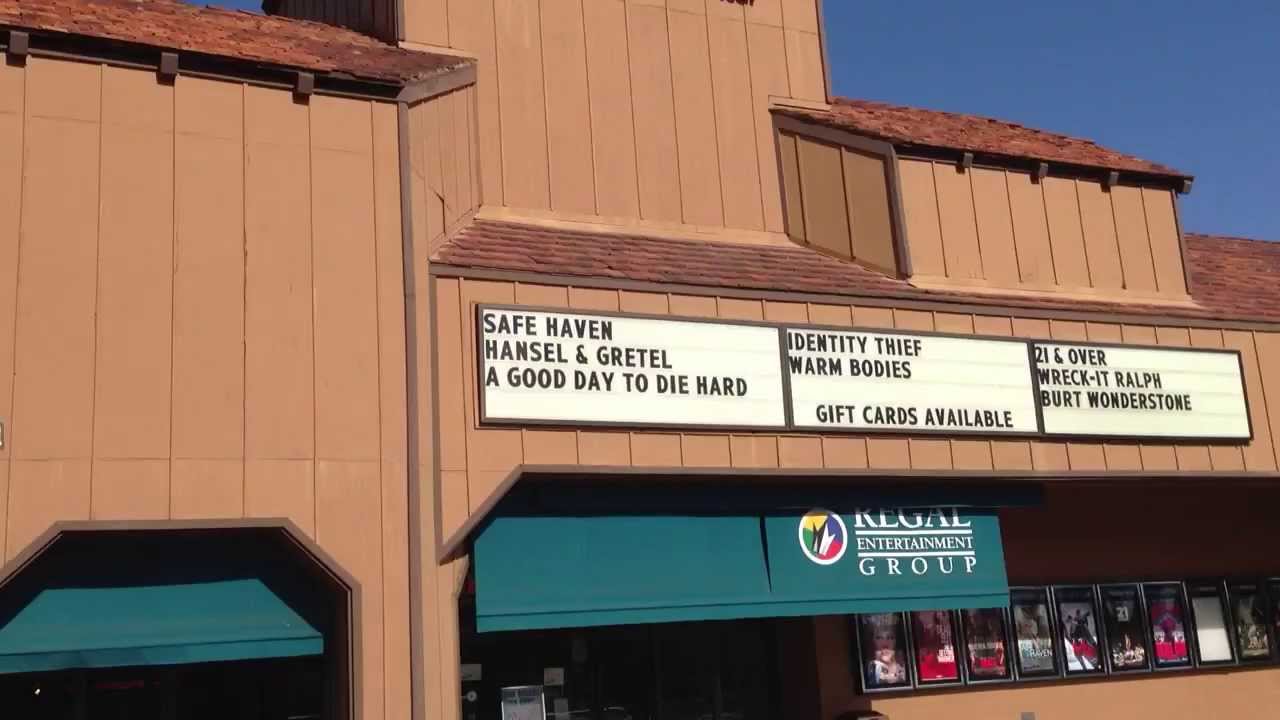 SAFE HAVEN
HANSEL & GRETEL
A GOOD DAY TO DIE HARD
IDENTITY THIEF
WARM BODIES
GIFT CARDS AVAILABLE
21 & OVER
WRECK-IT RALPH
BURT WONDERSTONE
REGAL
ENTERTAINMENT
GROUP
21